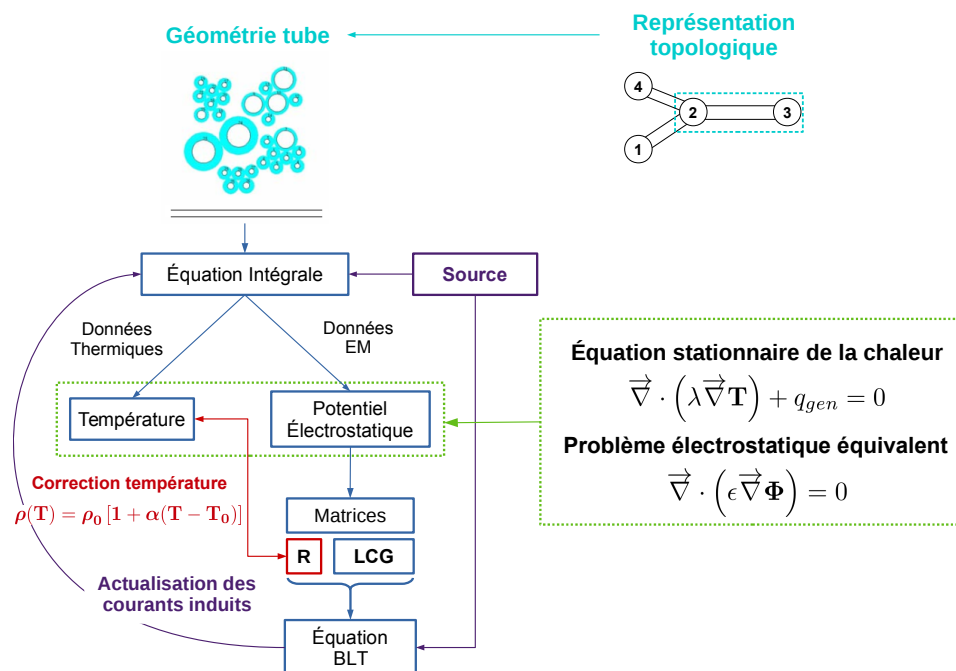 Géométrie tube
Représentation
topologique
4
2
3
1
Équation Intégrale
Source
Données
Thermiques
Données
EM
Température
Potentiel
Électrostatique
Équation stationnaire de la chaleur
∇⃗ · (λ∇⃗T) + q_gen = 0
Problème électrostatique équivalent
∇⃗ · (ϵ∇⃗Φ) = 0
Correction température
ρ(T) = ρ₀ [1 + α(T − T₀)]
Matrices
R
LCG
Actualisation des
courants induits
Équation
BLT